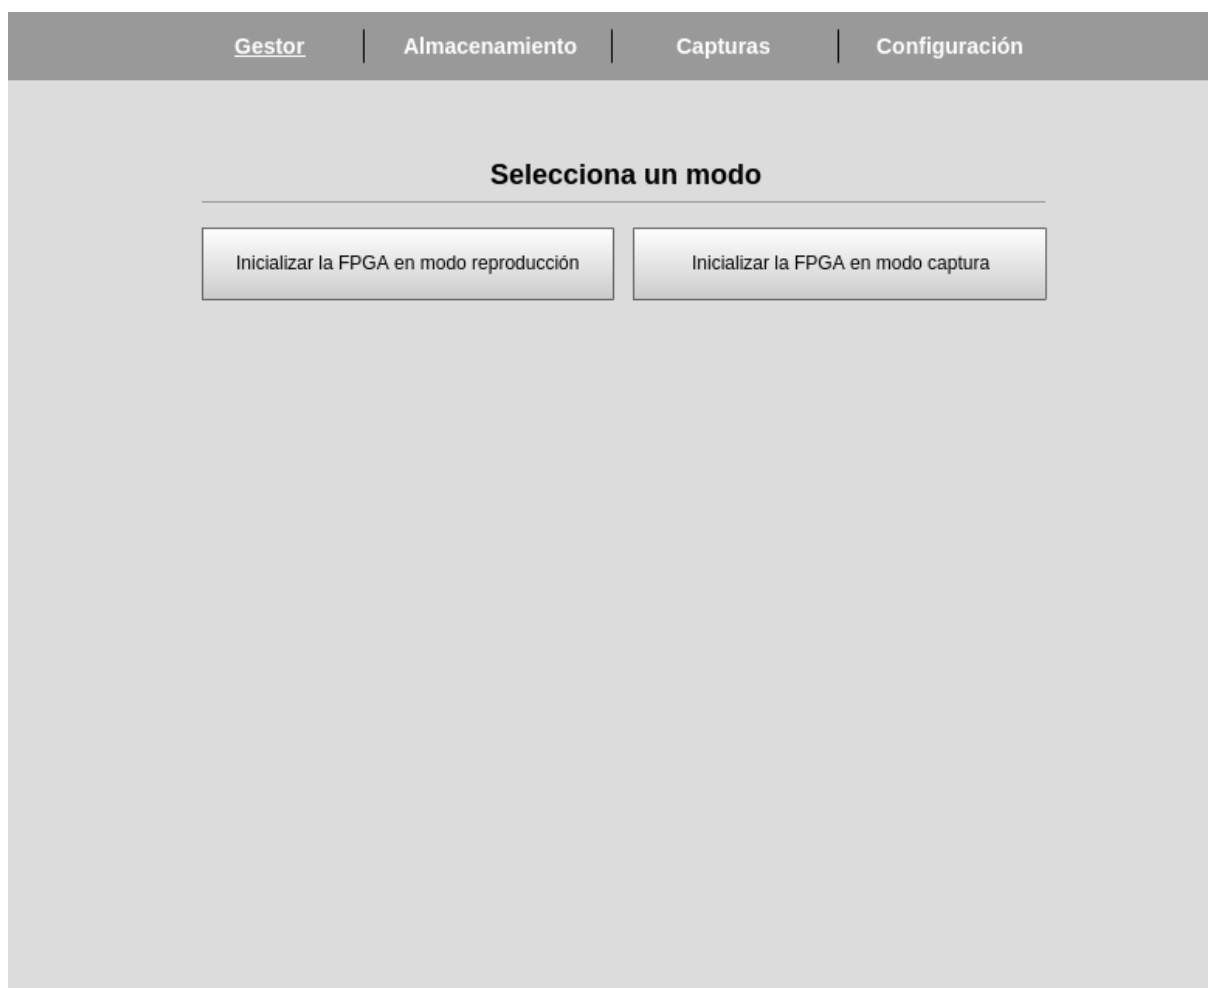 Gestor Almacenamiento Capturas Configuración
Selecciona un modo
Inicializar la FPGA en modo reproducción Inicializar la FPGA en modo captura